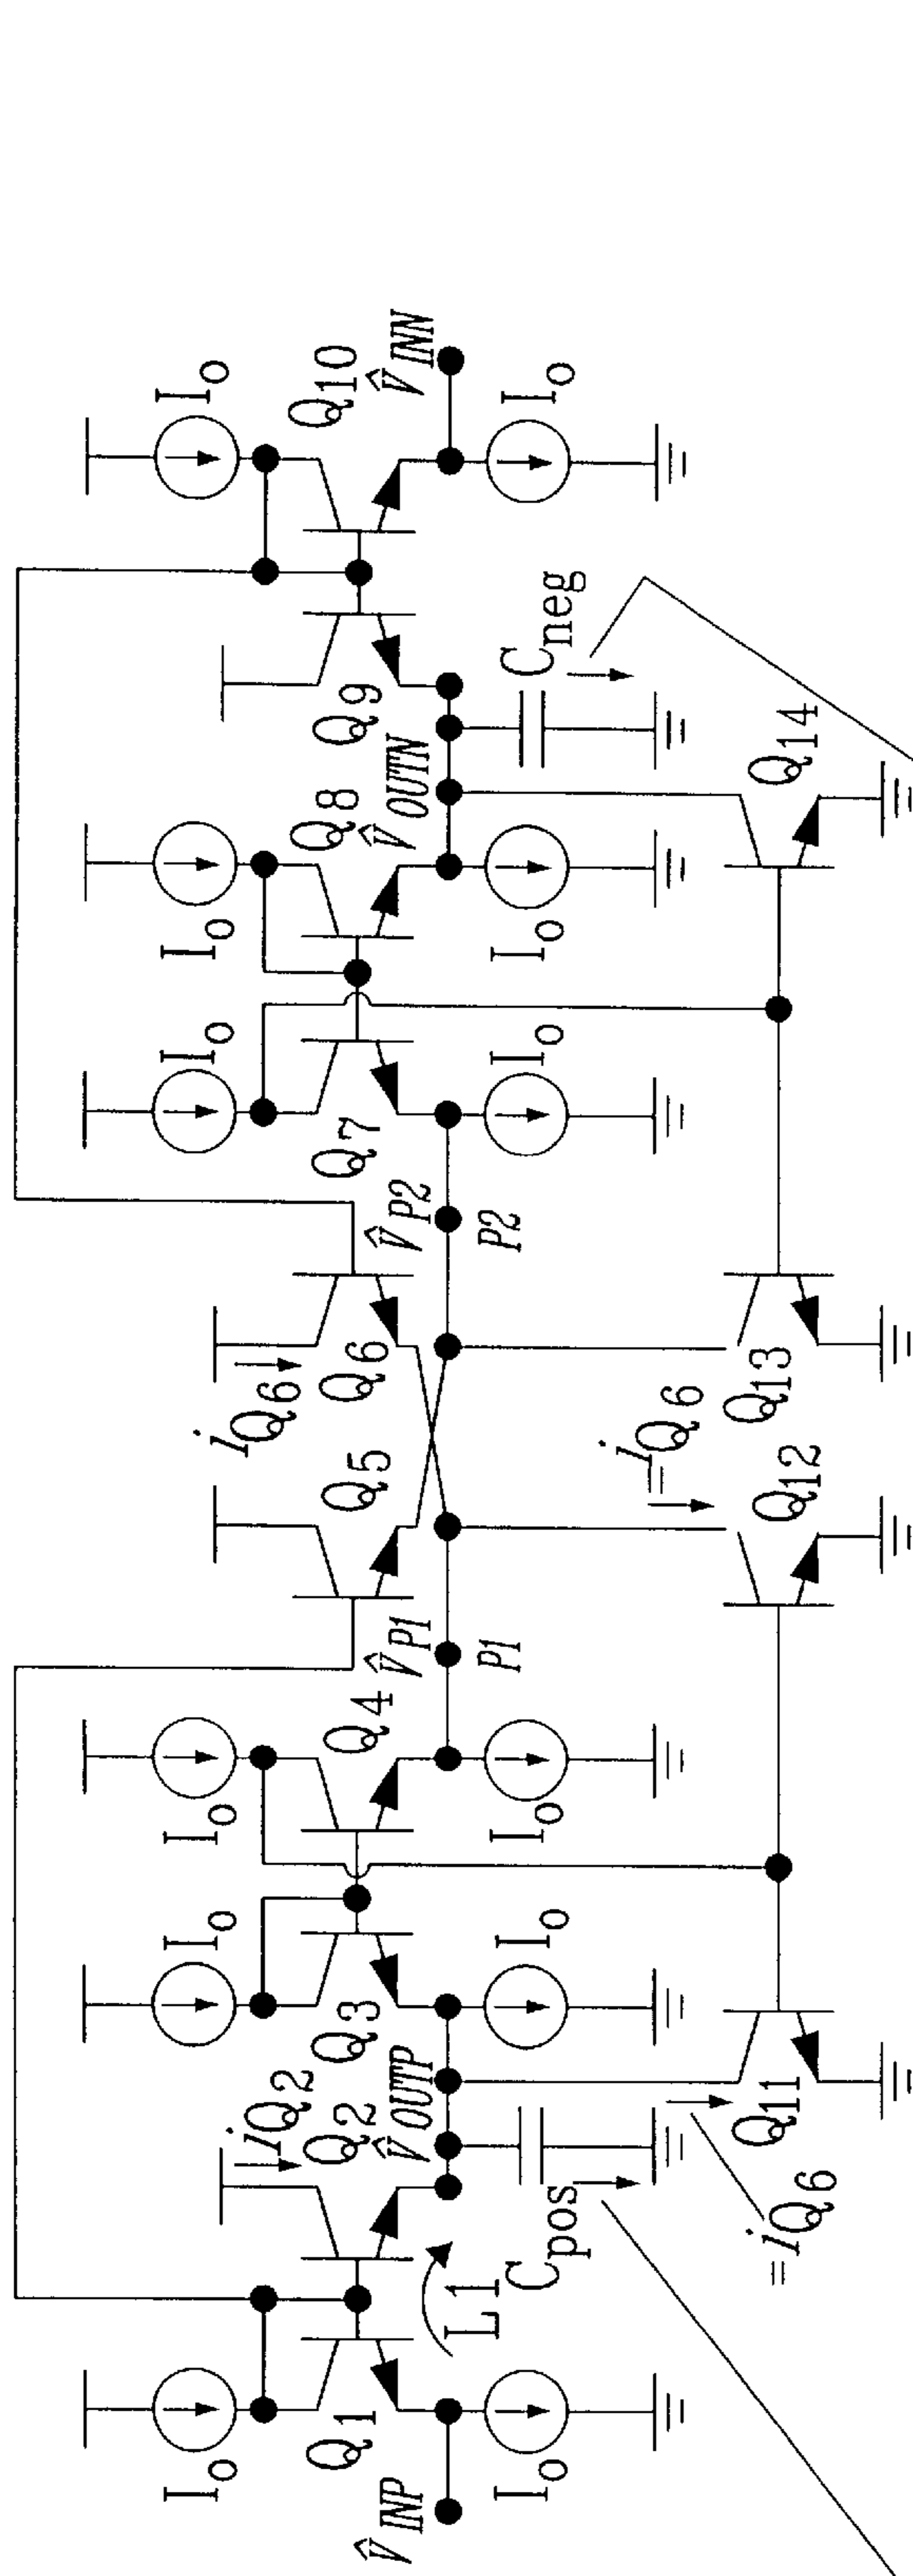 I₀
I₀
I₀
I₀
I₀
I₀
Q₁
Q₂
iQ₂
Q₃
Q₄
Q₅
Q₆
iQ₆
Q₇
Q₈
Q₉
Q₁₀
V̂INP
L1
V̂OUTP
V̂P1
P1
V̂P2
P2
V̂OUTN
V̂INN
I₀
Cpos
I₀
I₀
I₀
I₀
Cneg
I₀
=iQ₆
Q₁₁
=iQ₆
Q₁₂
Q₁₃
Q₁₄